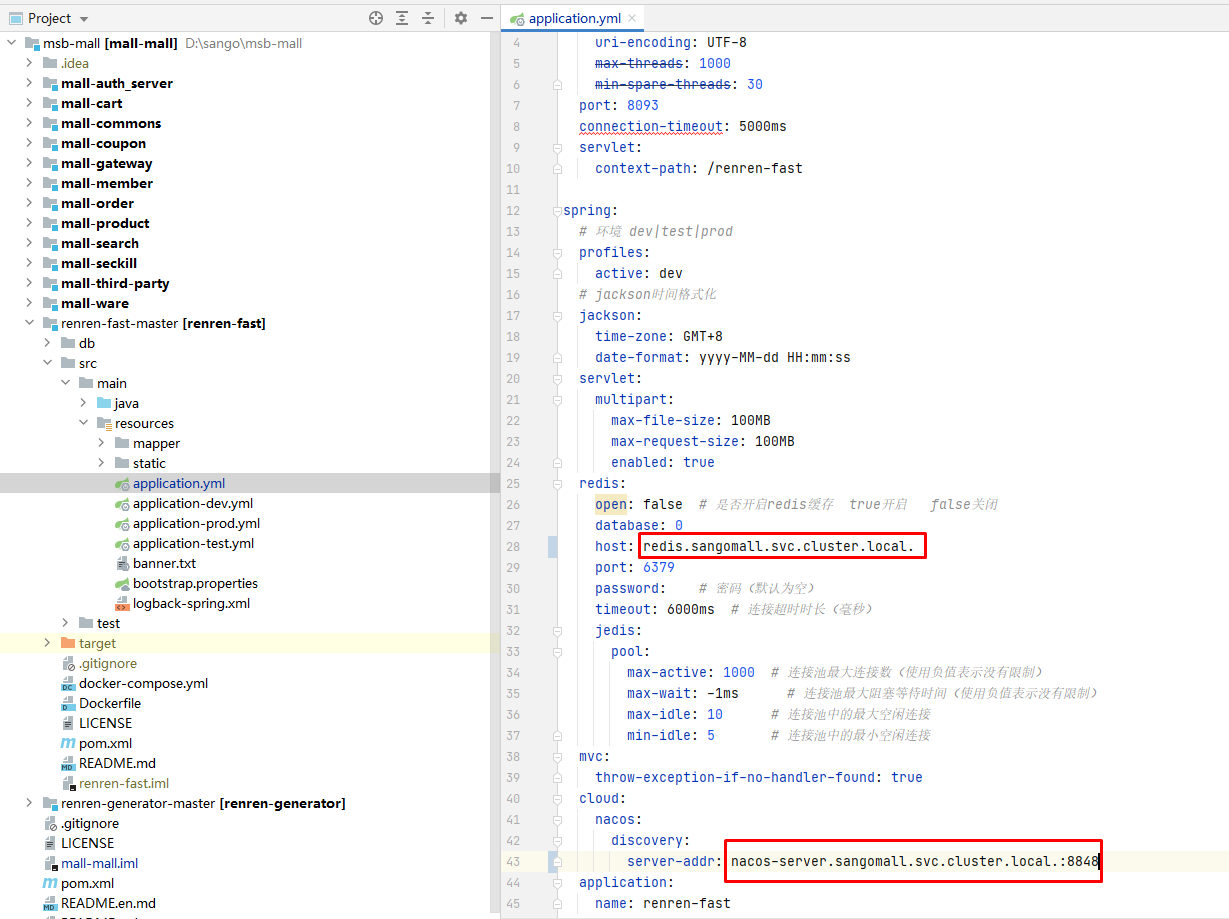 Project
msb-mall [mall-mall] D:\sango\msb-mall
.idea
mall-auth_server
mall-cart
mall-commons
mall-coupon
mall-gateway
mall-member
mall-order
mall-product
mall-search
mall-seckill
mall-third-party
mall-ware
renren-fast-master [renren-fast]
db
src
main
java
resources
mapper
static
application.yml
application-dev.yml
application-prod.yml
application-test.yml
banner.txt
bootstrap.properties
logback-spring.xml
test
target
.gitignore
docker-compose.yml
Dockerfile
LICENSE
pom.xml
README.md
renren-fast.iml
renren-generator-master [renren-generator]
.gitignore
LICENSE
mall-mall.iml
pom.xml
README.en.md
application.yml
4 uri-encoding: UTF-8
5 max-threads: 1000
6 min-spare-threads: 30
7 port: 8093
8 connection-timeout: 5000ms
9 servlet:
10 context-path: /renren-fast
11
12 spring:
13 # 环境 dev|test|prod
14 profiles:
15 active: dev
16 # jackson时间格式化
17 jackson:
18 time-zone: GMT+8
19 date-format: yyyy-MM-dd HH:mm:ss
20 servlet:
21 multipart:
22 max-file-size: 100MB
23 max-request-size: 100MB
24 enabled: true
25 redis:
26 open: false # 是否开启redis缓存 true开启 false关闭
27 database: 0
28 host: redis.sangomall.svc.cluster.local.
29 port: 6379
30 password: # 密码（默认为空）
31 timeout: 6000ms # 连接超时时长（毫秒）
32 jedis:
33 pool:
34 max-active: 1000 # 连接池最大连接数（使用负值表示没有限制）
35 max-wait: -1ms # 连接池最大阻塞等待时间（使用负值表示没有限制）
36 max-idle: 10 # 连接池中的最大空闲连接
37 min-idle: 5 # 连接池中的最小空闲连接
38 mvc:
39 throw-exception-if-no-handler-found: true
40 cloud:
41 nacos:
42 discovery:
43 server-addr: nacos-server.sangomall.svc.cluster.local.:8848
44 application:
45 name: renren-fast